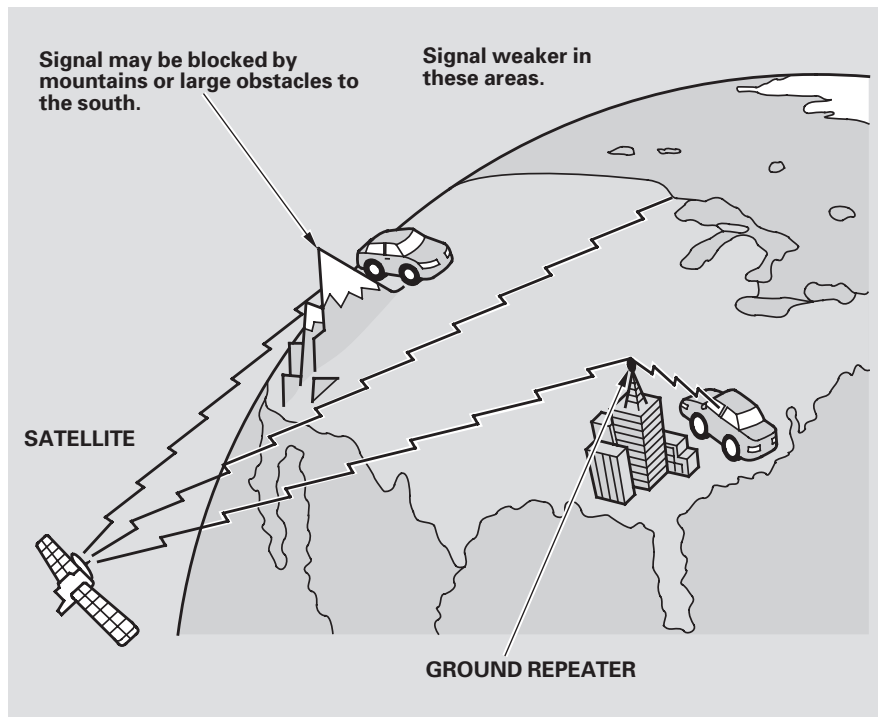 Signal may be blocked by
mountains or large obstacles to
the south.
Signal weaker in
these areas.
SATELLITE
GROUND REPEATER